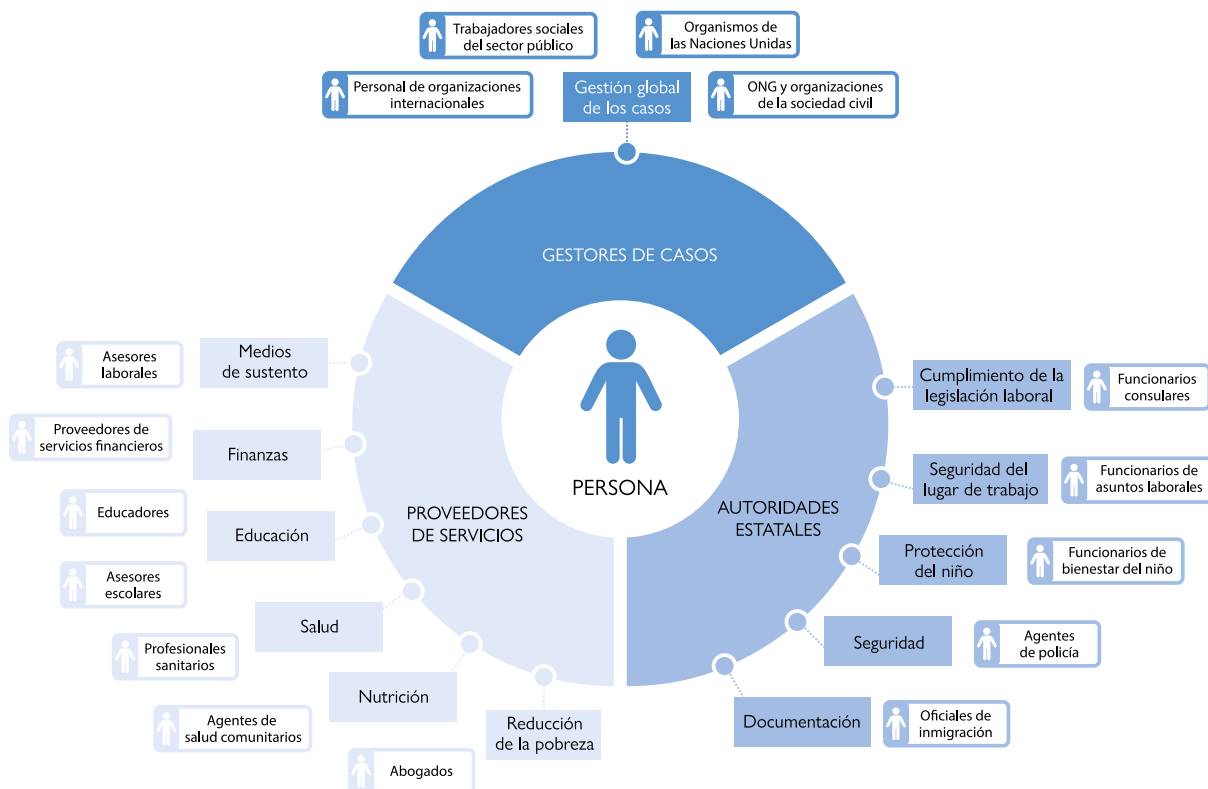 Trabajadores sociales
del sector público
Organismos de
las Naciones Unidas
Personal de organizaciones
internacionales
Gestión global
de los casos
ONG y organizaciones
de la sociedad civil
GESTORES DE CASOS
PERSONA
PROVEEDORES
DE SERVICIOS
AUTORIDADES
ESTATALES
Asesores
laborales
Medios
de sustento
Proveedores de
servicios financieros
Finanzas
Educadores
Educación
Asesores
escolares
Salud
Profesionales
sanitarios
Nutrición
Agentes de
salud comunitarios
Reducción
de la pobreza
Abogados
Cumplimiento de la
legislación laboral
Funcionarios
consulares
Seguridad del
lugar de trabajo
Funcionarios de
asuntos laborales
Protección
del niño
Funcionarios de
bienestar del niño
Seguridad
Agentes
de policía
Documentación
Oficiales de
inmigración